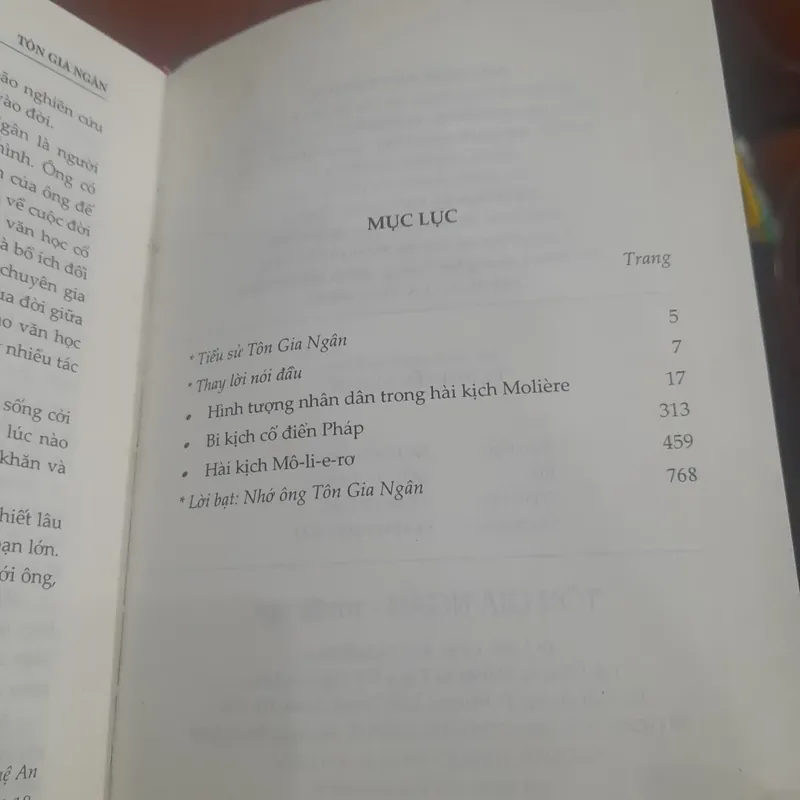 TÔN GIA NGÂN
ão nghiên cứu
vào đời.
gân là người
hình. Ông có
của ông để
về cuộc đời
văn học cổ
à bổ ích đối
chuyên gia
ua đời giữa
o văn học
nhiều tác
sống cởi
lúc nào
khăn và
hiết lâu
bạn lớn.
ới ông,
ệ An
MỤC LỤC
Trang
* Tiểu sử Tôn Gia Ngân 5
* Thay lời nói đầu 7
• Hình tượng nhân dân trong hài kịch Molière 17
• Bi kịch cổ điển Pháp 313
• Hài kịch Mô-li-e-rơ 459
* Lời bạt: Nhớ ông Tôn Gia Ngân 768